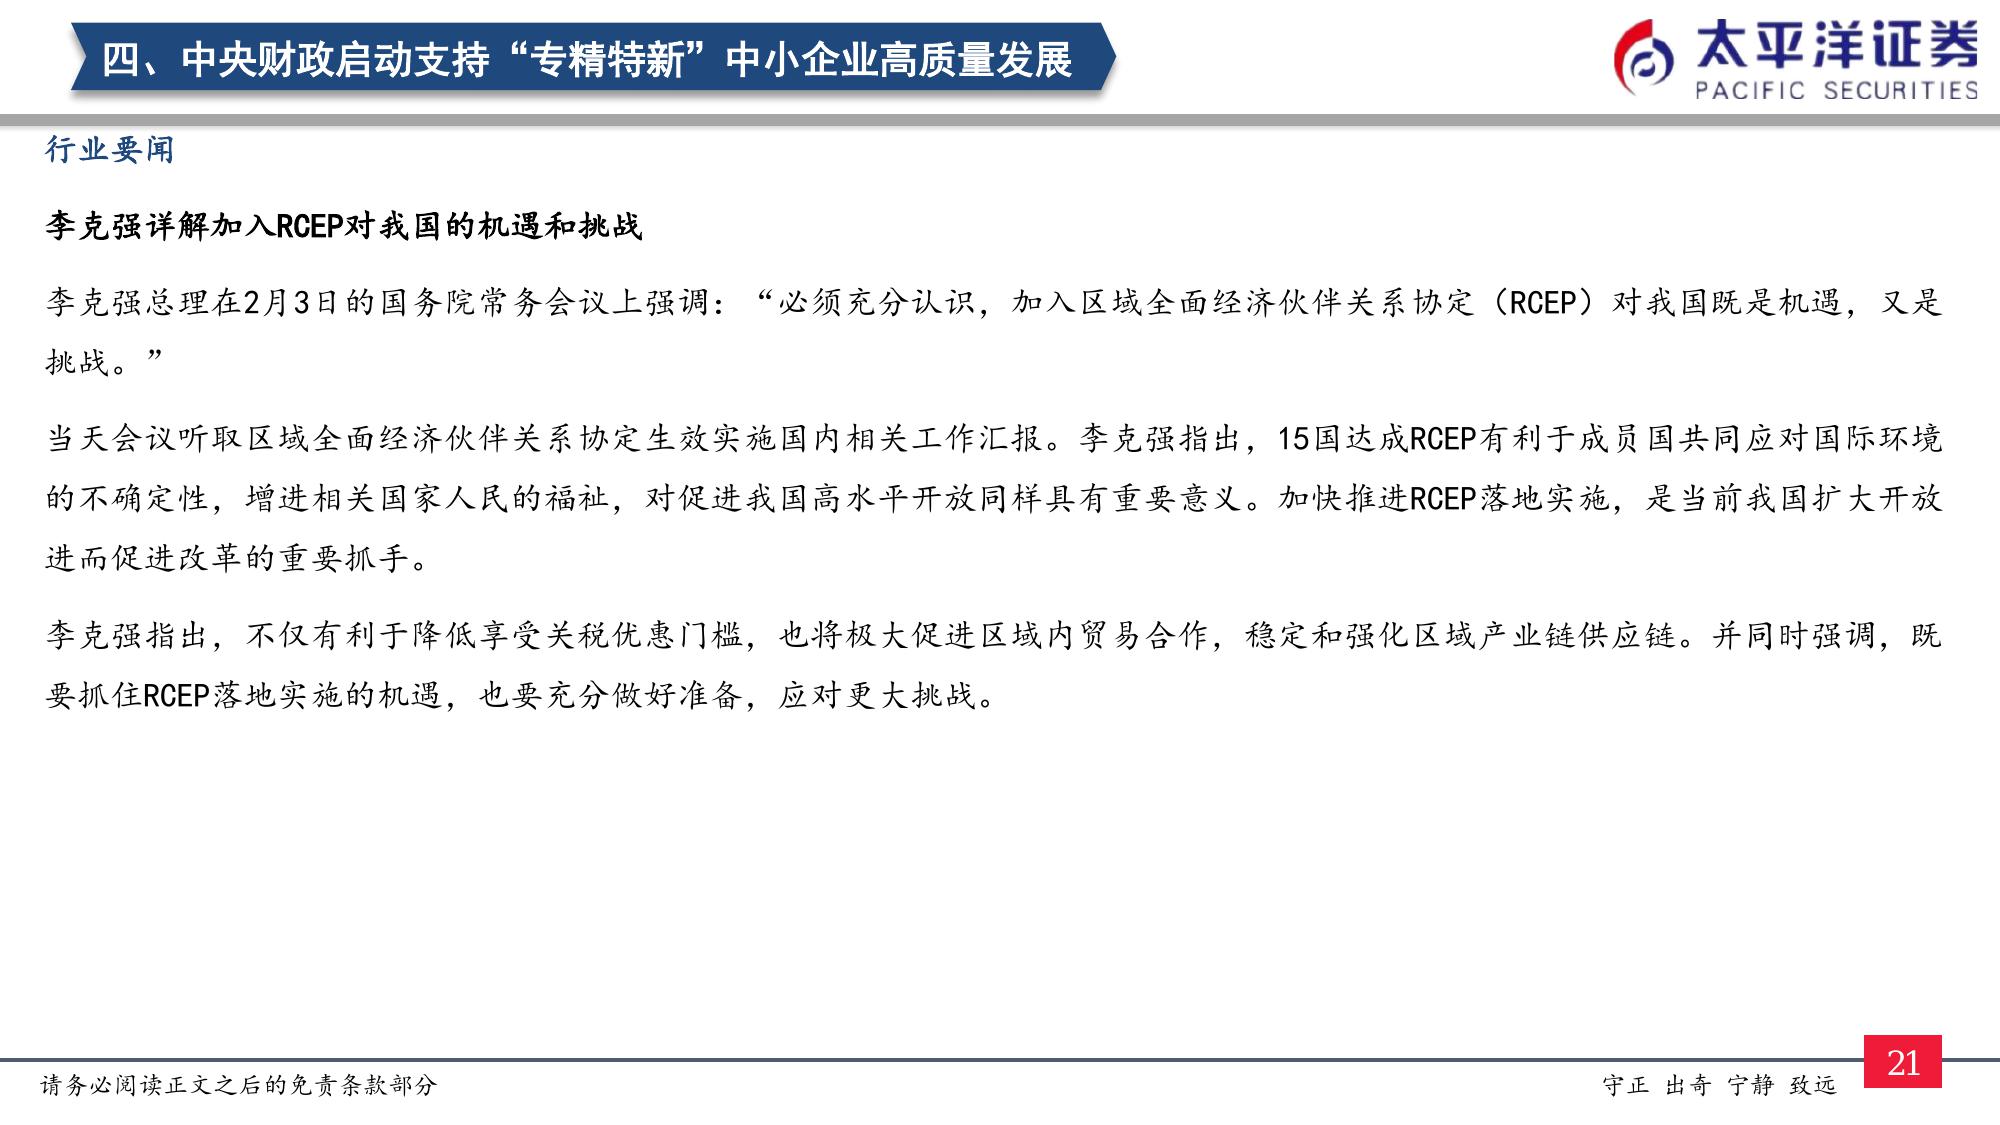 四、中央财政启动支持“专精特新”中小企业高质量发展
太平洋证券
PACIFIC SECURITIES
行业要闻
李克强详解加入RCEP对我国的机遇和挑战
李克强总理在2月3日的国务院常务会议上强调：“必须充分认识，加入区域全面经济伙伴关系协定（RCEP）对我国既是机遇，又是
挑战。”
当天会议听取区域全面经济伙伴关系协定生效实施国内相关工作汇报。李克强指出，15国达成RCEP有利于成员国共同应对国际环境
的不确定性，增进相关国家人民的福祉，对促进我国高水平开放同样具有重要意义。加快推进RCEP落地实施，是当前我国扩大开放
进而促进改革的重要抓手。
李克强指出，不仅有利于降低享受关税优惠门槛，也将极大促进区域内贸易合作，稳定和强化区域产业链供应链。并同时强调，既
要抓住RCEP落地实施的机遇，也要充分做好准备，应对更大挑战。
请务必阅读正文之后的免责条款部分
守正 出奇 宁静 致远
21